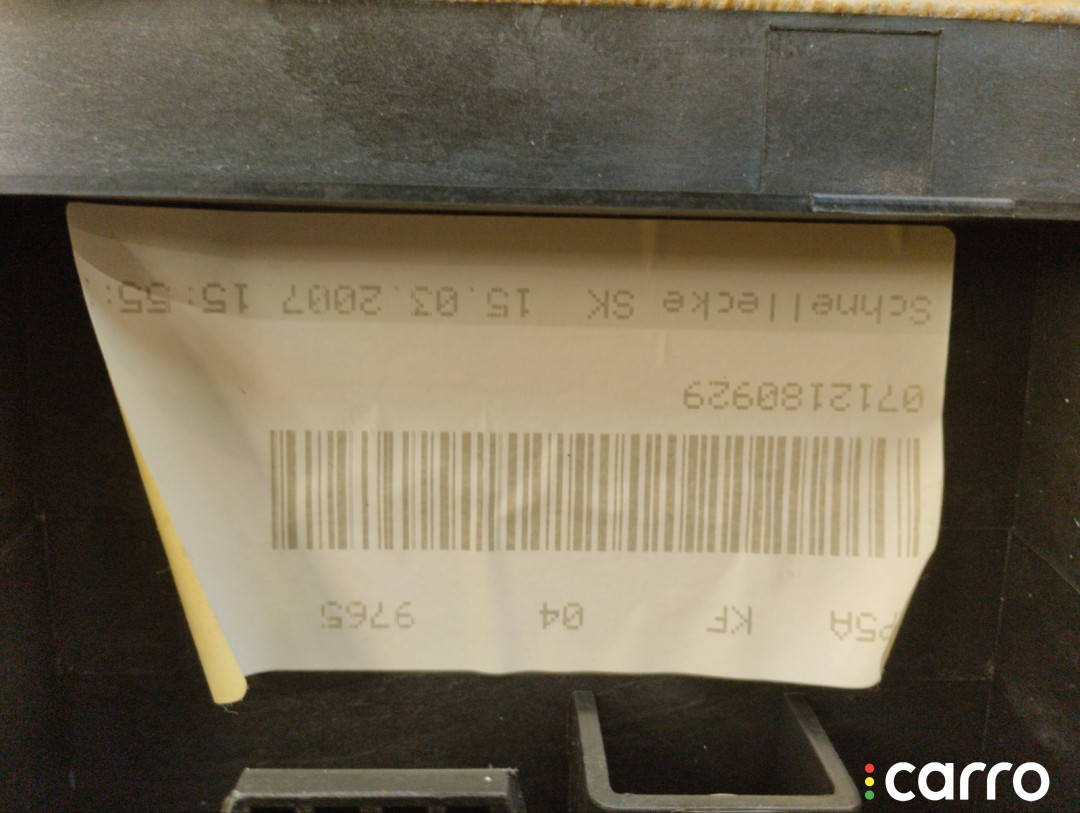 P5A KF 04 9765
0712180929
Schnellecke SK 15.03.2007 15:55:
carro